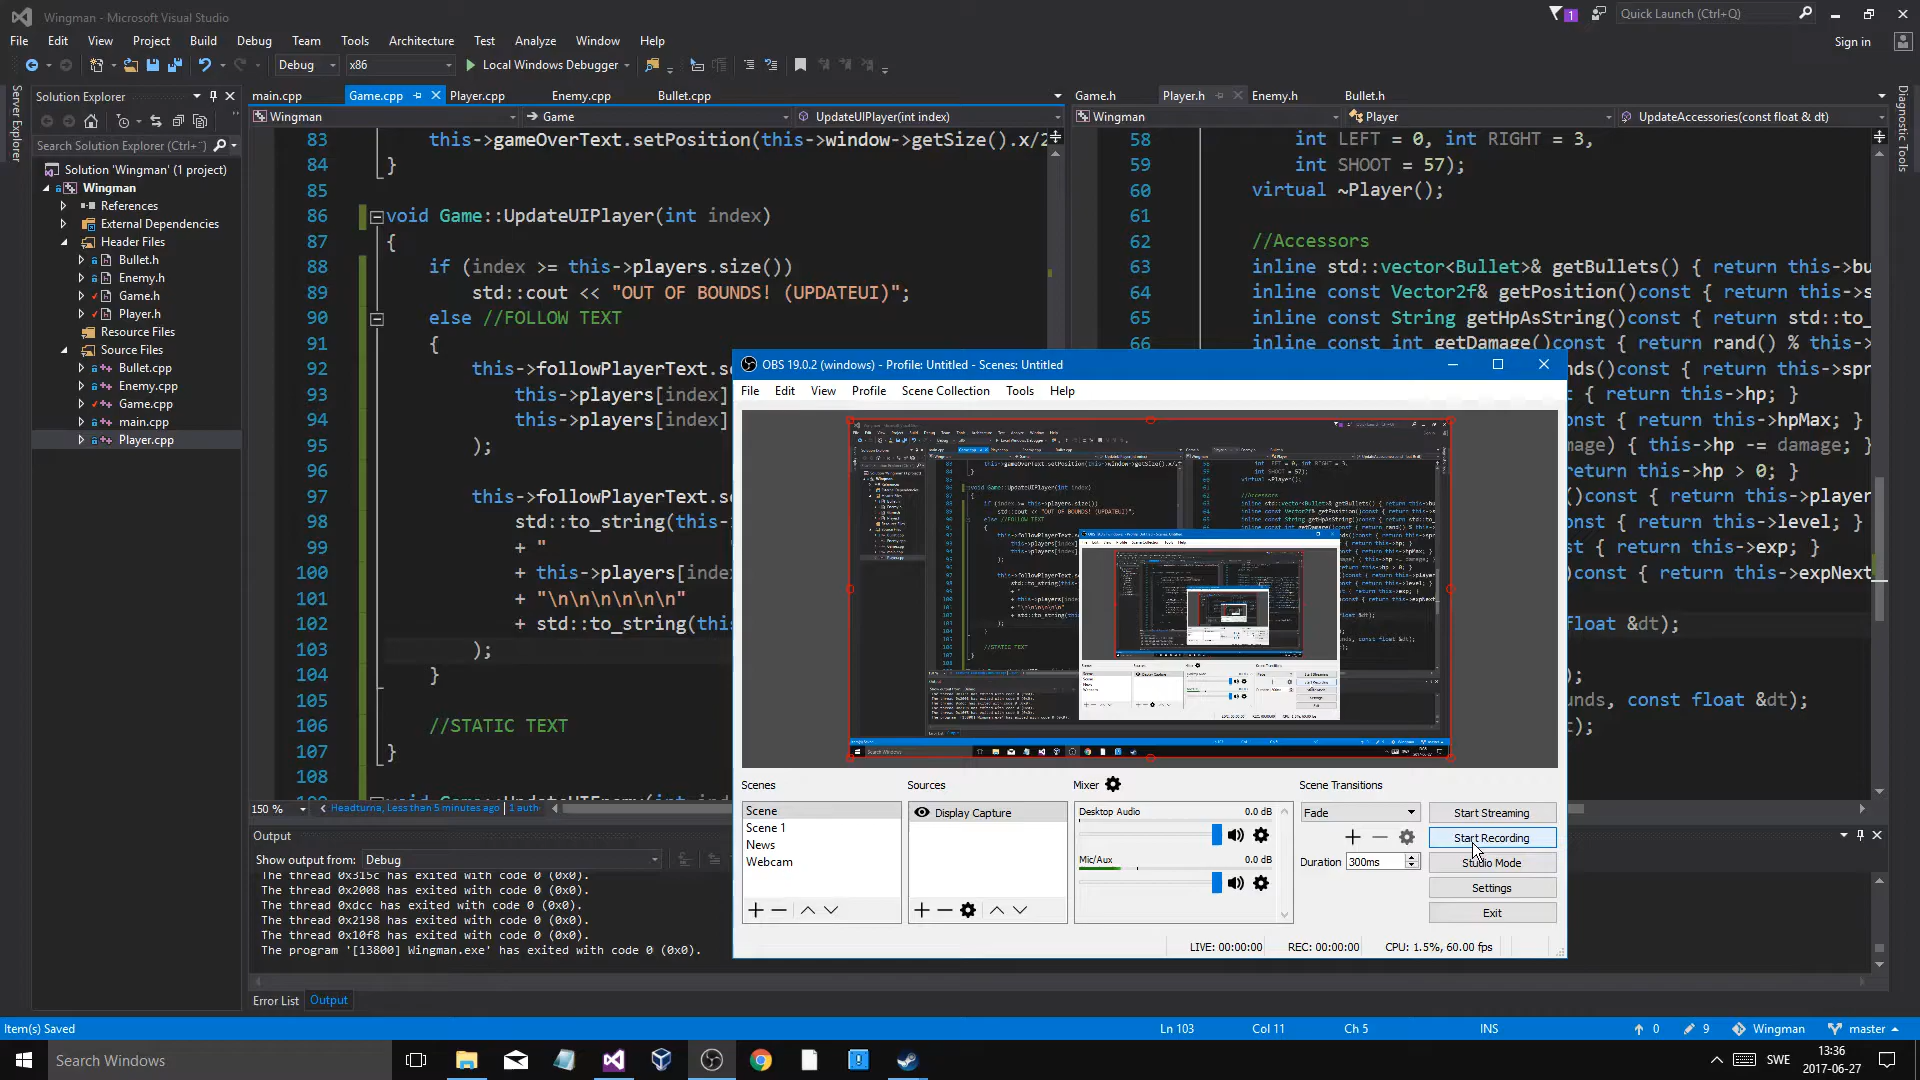 Wingman - Microsoft Visual Studio
1
Quick Launch (Ctrl+Q)
File Edit View Project Build Debug Team Tools Architecture Test Analyze Window Help
Sign in
Debug x86 Local Windows Debugger
Server Explorer
Solution Explorer
Search Solution Explorer (Ctrl+
Solution 'Wingman' (1 project)
Wingman
References
External Dependencies
Header Files
Bullet.h
Enemy.h
Game.h
Player.h
Resource Files
Source Files
Bullet.cpp
Enemy.cpp
Game.cpp
main.cpp
Player.cpp
main.cpp Game.cpp Player.cpp Enemy.cpp Bullet.cpp
Wingman Game UpdateUIPlayer(int index)
83 this->gameOverText.setPosition(this->window->getSize().x/2
84 }
85
86 void Game::UpdateUIPlayer(int index)
87 {
88 if (index >= this->players.size())
89 std::cout << "OUT OF BOUNDS! (UPDATEUI)";
90 else //FOLLOW TEXT
91 {
92 this->followPlayerText.s
93 this->players[index]
94 this->players[index]
95 );
96
97 this->followPlayerText.s
98 std::to_string(this-
99 + "
100 + this->players[inde
101 + "\n\n\n\n\n\n"
102 + std::to_string(thi
103 );
104 }
105
106 //STATIC TEXT
107 }
108
150 % Headturna, Less than 5 minutes ago | 1 auth
Game.h Player.h Enemy.h Bullet.h
Wingman Player UpdateAccessories(const float & dt)
58 int LEFT = 0, int RIGHT = 3,
59 int SHOOT = 57);
60 virtual ~Player();
61
62 //Accessors
63 inline std::vector<Bullet>& getBullets() { return this->bu
64 inline const Vector2f& getPosition()const { return this->s
65 inline const String getHpAsString()const { return std::to_
66 inline const int getDamage()const { return rand() % this->
nds()const { return this->spr
{ return this->hp; }
{ return this->hpMax; }
amage) { this->hp -= damage; }
return this->hp > 0; }
()const { return this->player
t { return this->level; }
{ return this->exp; }
)const { return this->expNext
float &dt);
unds, const float &dt);
t);
Diagnostic Tools
OBS 19.0.2 (windows) - Profile: Untitled - Scenes: Untitled
File Edit View Profile Scene Collection Tools Help
Scenes
Scene
Scene 1
News
Webcam
Sources
Display Capture
Mixer
Desktop Audio 0.0 dB
Mic/Aux 0.0 dB
Scene Transitions
Fade
Duration 300ms
Start Streaming
Start Recording
Studio Mode
Settings
Exit
LIVE: 00:00:00 REC: 00:00:00 CPU: 1.5%, 60.00 fps
Output
Show output from: Debug
The thread 0x315c has exited with code 0 (0x0).
The thread 0x2008 has exited with code 0 (0x0).
The thread 0xdcc has exited with code 0 (0x0).
The thread 0x2198 has exited with code 0 (0x0).
The thread 0x10f8 has exited with code 0 (0x0).
The program '[13800] Wingman.exe' has exited with code 0 (0x0).
Error List Output
Item(s) Saved Ln 103 Col 11 Ch 5 INS 0 9 Wingman master
Search Windows
SWE
13:36
2017-06-27